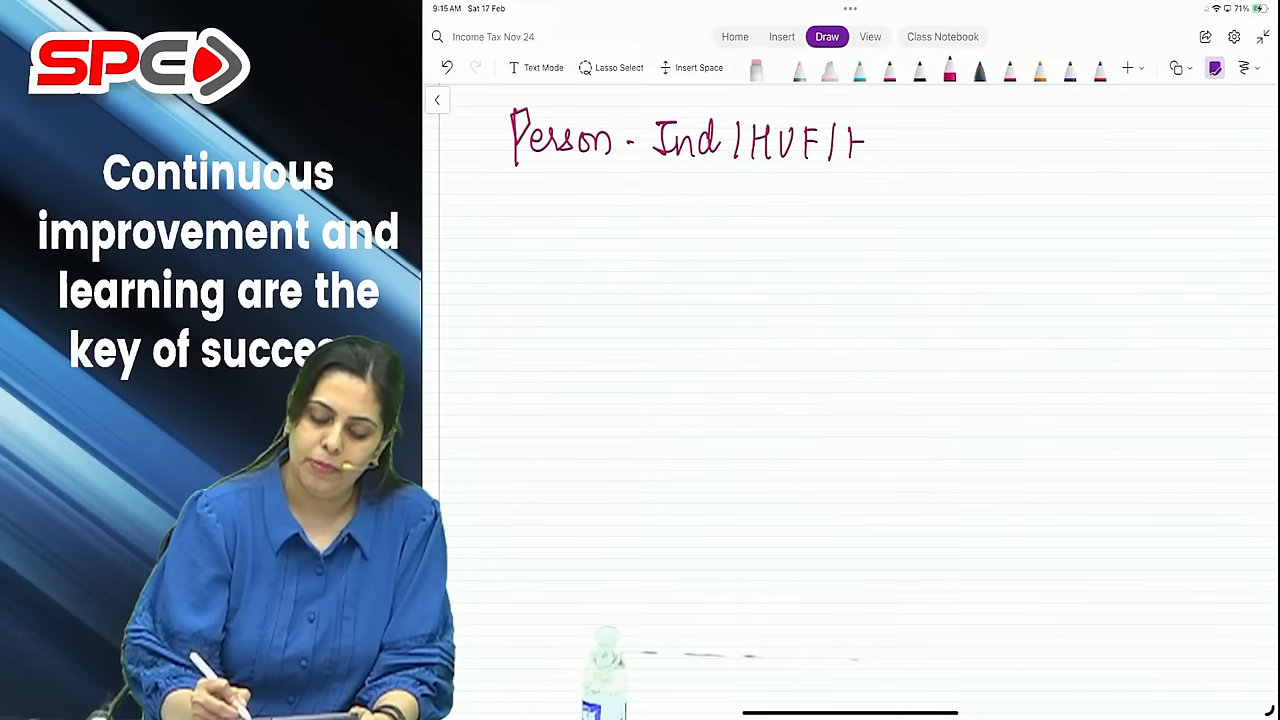 9:15 AM Sat 17 Feb
71%
Income Tax Nov 24
Home Insert Draw View Class Notebook
Text Mode Lasso Select Insert Space
SPC
Continuous
improvement and
learning are the
key of succe
Person - Ind / HUF /